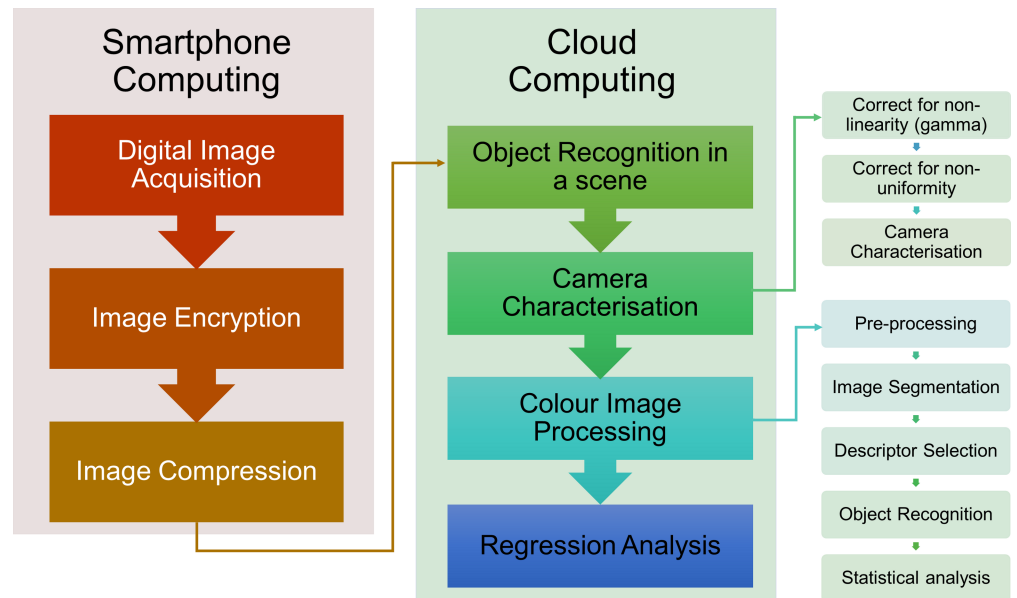 Smartphone
Computing
Digital Image
Acquisition
Image Encryption
Image Compression
Cloud
Computing
Object Recognition in
a scene
Camera
Characterisation
Colour Image
Processing
Regression Analysis
Correct for non-
linearity (gamma)
Correct for non-
uniformity
Camera
Characterisation
Pre-processing
Image Segmentation
Descriptor Selection
Object Recognition
Statistical analysis